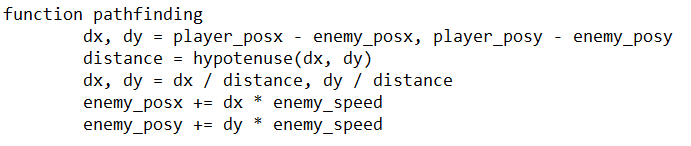 function pathfinding
        dx, dy = player_posx - enemy_posx, player_posy - enemy_posy
        distance = hypotenuse(dx, dy)
        dx, dy = dx / distance, dy / distance
        enemy_posx += dx * enemy_speed
        enemy_posy += dy * enemy_speed